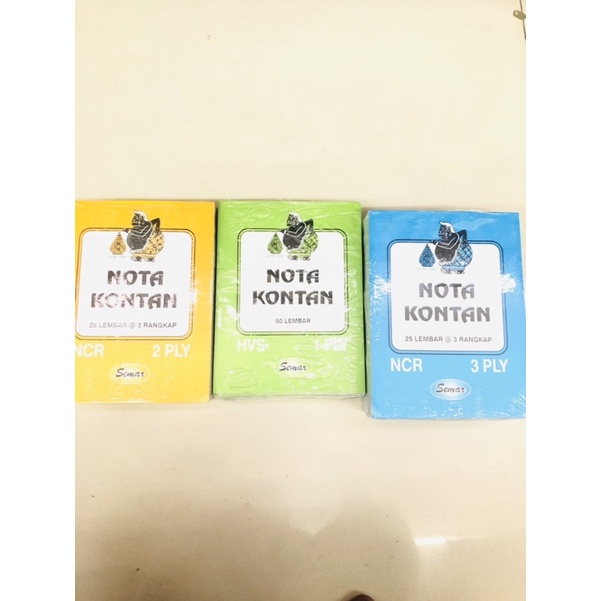 NOTA
KONTAN
25 LEMBAR @ 2 RANGKAP
NCR 2 PLY
Semar
NOTA
KONTAN
50 LEMBAR
HVS 1 PLY
Semar
NOTA
KONTAN
25 LEMBAR @ 3 RANGKAP
NCR 3 PLY
Semar